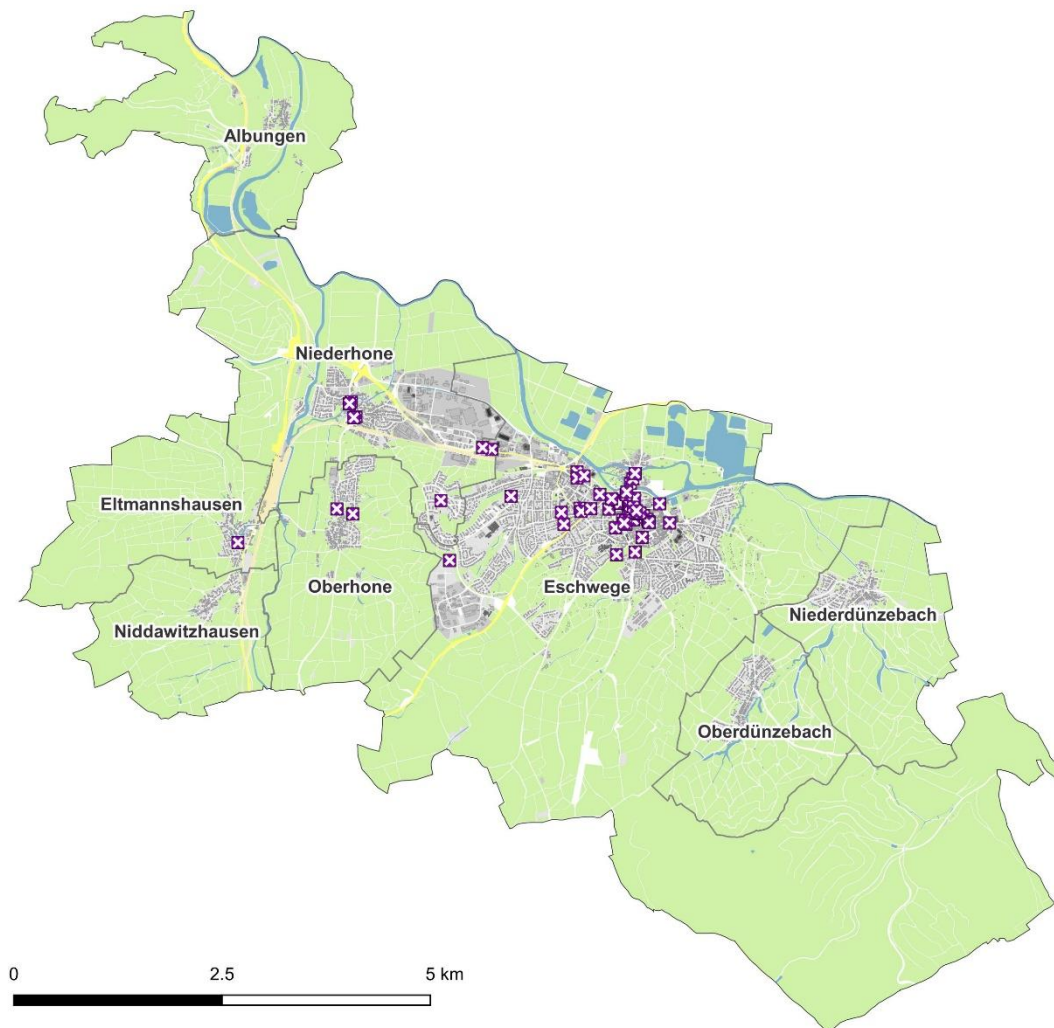 Albungen
Niederhone
Eltmannshausen
Oberhone
Eschwege
Niederdünzebach
Niddawitzhausen
Oberdünzebach
0 2.5 5 km